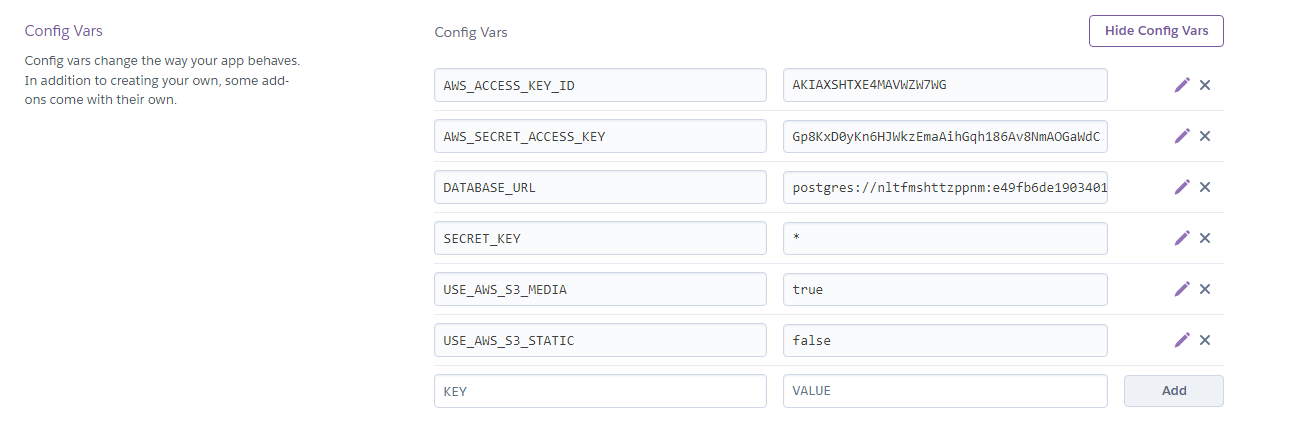 Config Vars
Config vars change the way your app behaves.
In addition to creating your own, some add-
ons come with their own.
Config Vars
Hide Config Vars
AWS_ACCESS_KEY_ID AKIAXSHTXE4MAVWZW7WG
AWS_SECRET_ACCESS_KEY Gp8KxD0yKn6HJWkzEmaAihGqh186Av8NmAOGaWdC
DATABASE_URL postgres://nltfmshttzppnm:e49fb6de1903401
SECRET_KEY *
USE_AWS_S3_MEDIA true
USE_AWS_S3_STATIC false
KEY VALUE Add